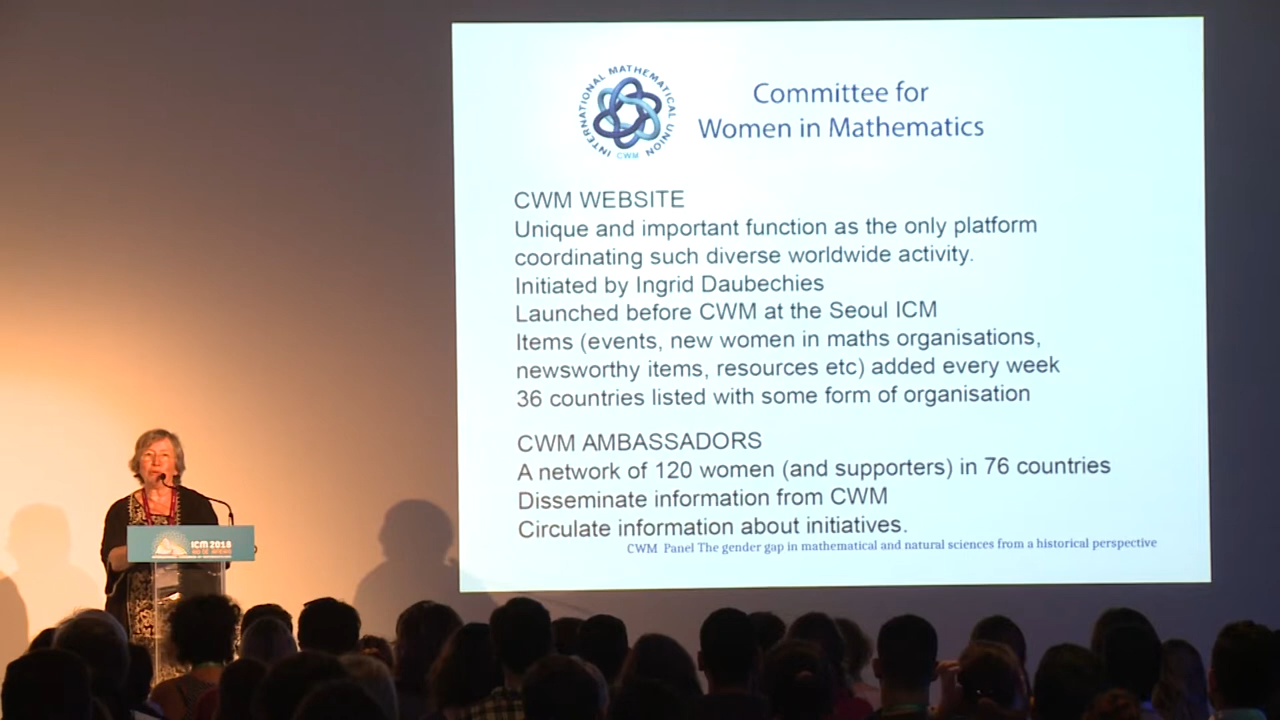 INTERNATIONAL MATHEMATICAL UNION
CWM
Committee for
Women in Mathematics
CWM WEBSITE
Unique and important function as the only platform
coordinating such diverse worldwide activity.
Initiated by Ingrid Daubechies
Launched before CWM at the Seoul ICM
Items (events, new women in maths organisations,
newsworthy items, resources etc) added every week
36 countries listed with some form of organisation
CWM AMBASSADORS
A network of 120 women (and supporters) in 76 countries
Disseminate information from CWM
Circulate information about initiatives.
CWM Panel The gender gap in mathematical and natural sciences from a historical perspective
ICM 2018